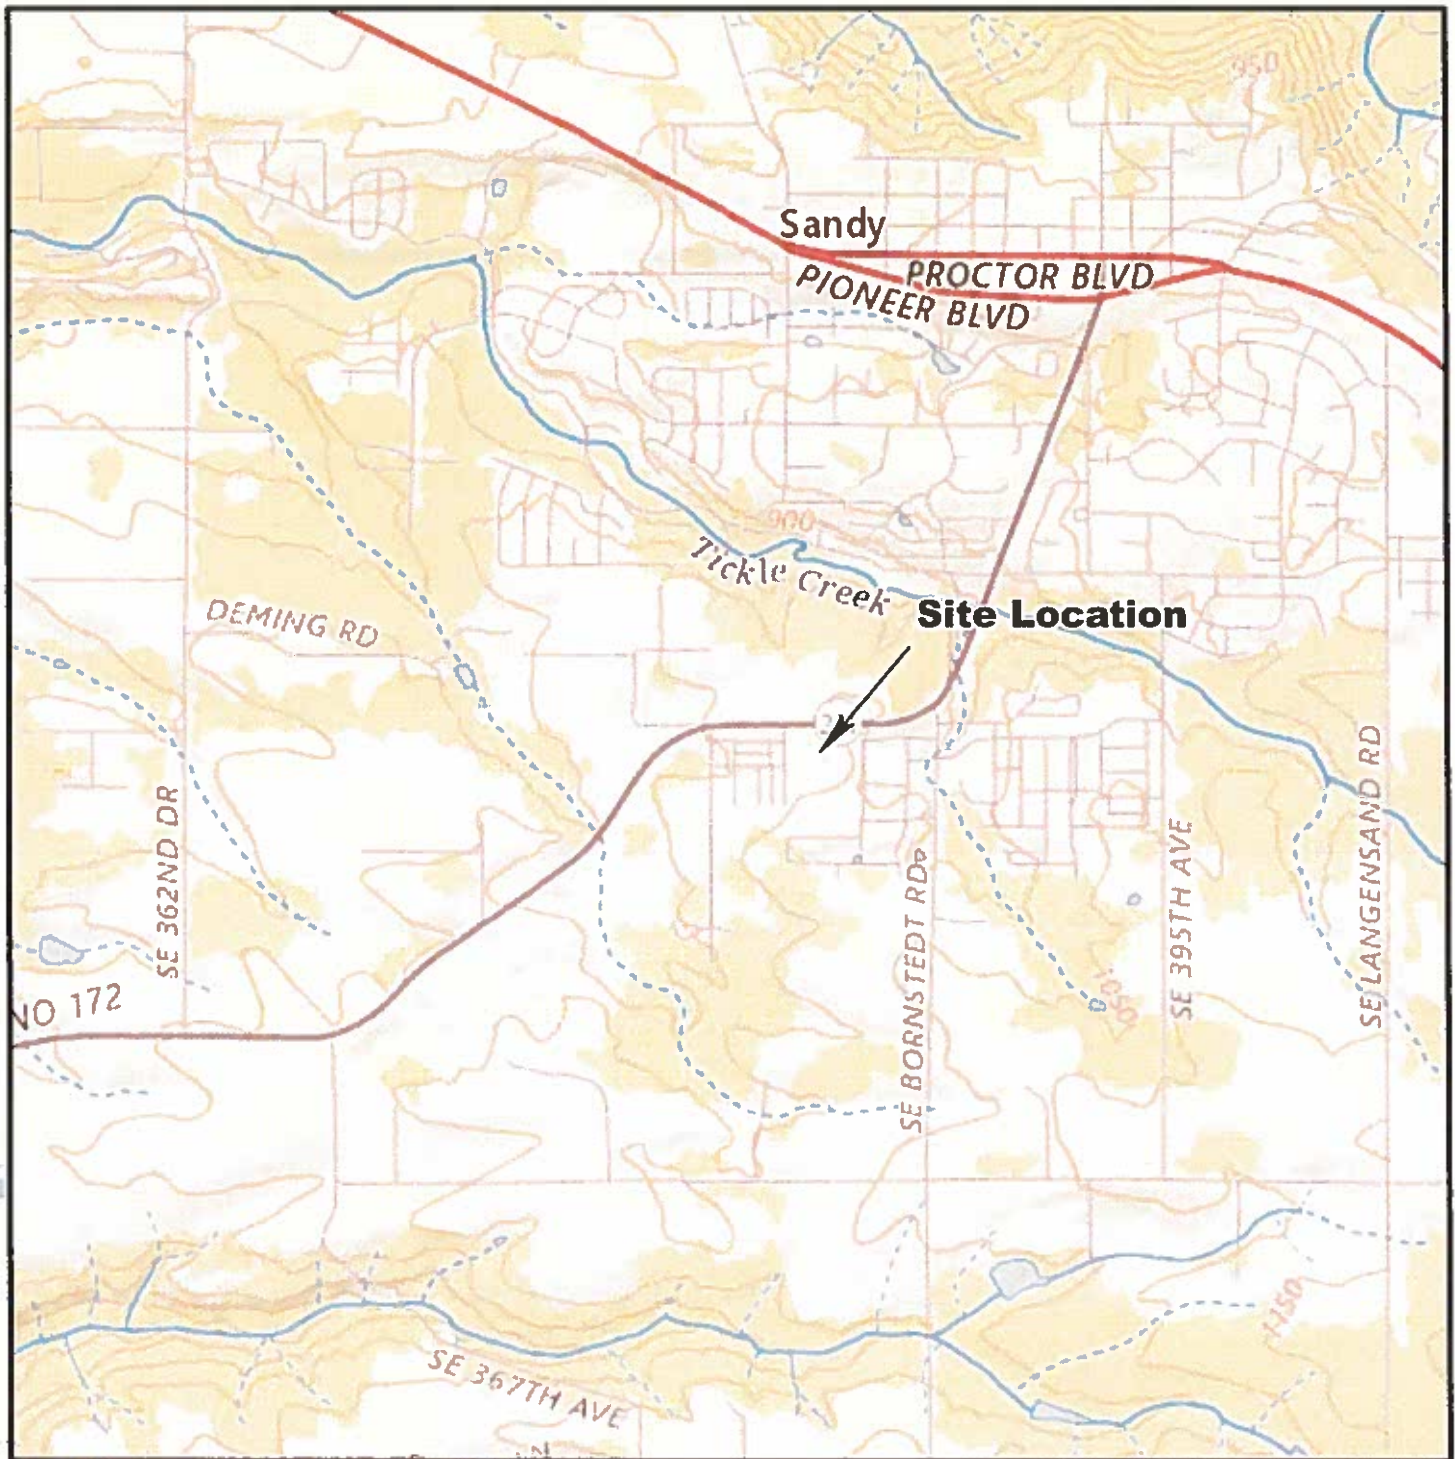 950
Sandy
PROCTOR BLVD
PIONEER BLVD
900
Tickle Creek
Site Location
DEMING RD
SE 362ND DR
SE BORNSTEDT RD
SE 395TH AVE
SE LANGENSAND RD
1050
NO 172
1150
SE 367TH AVE